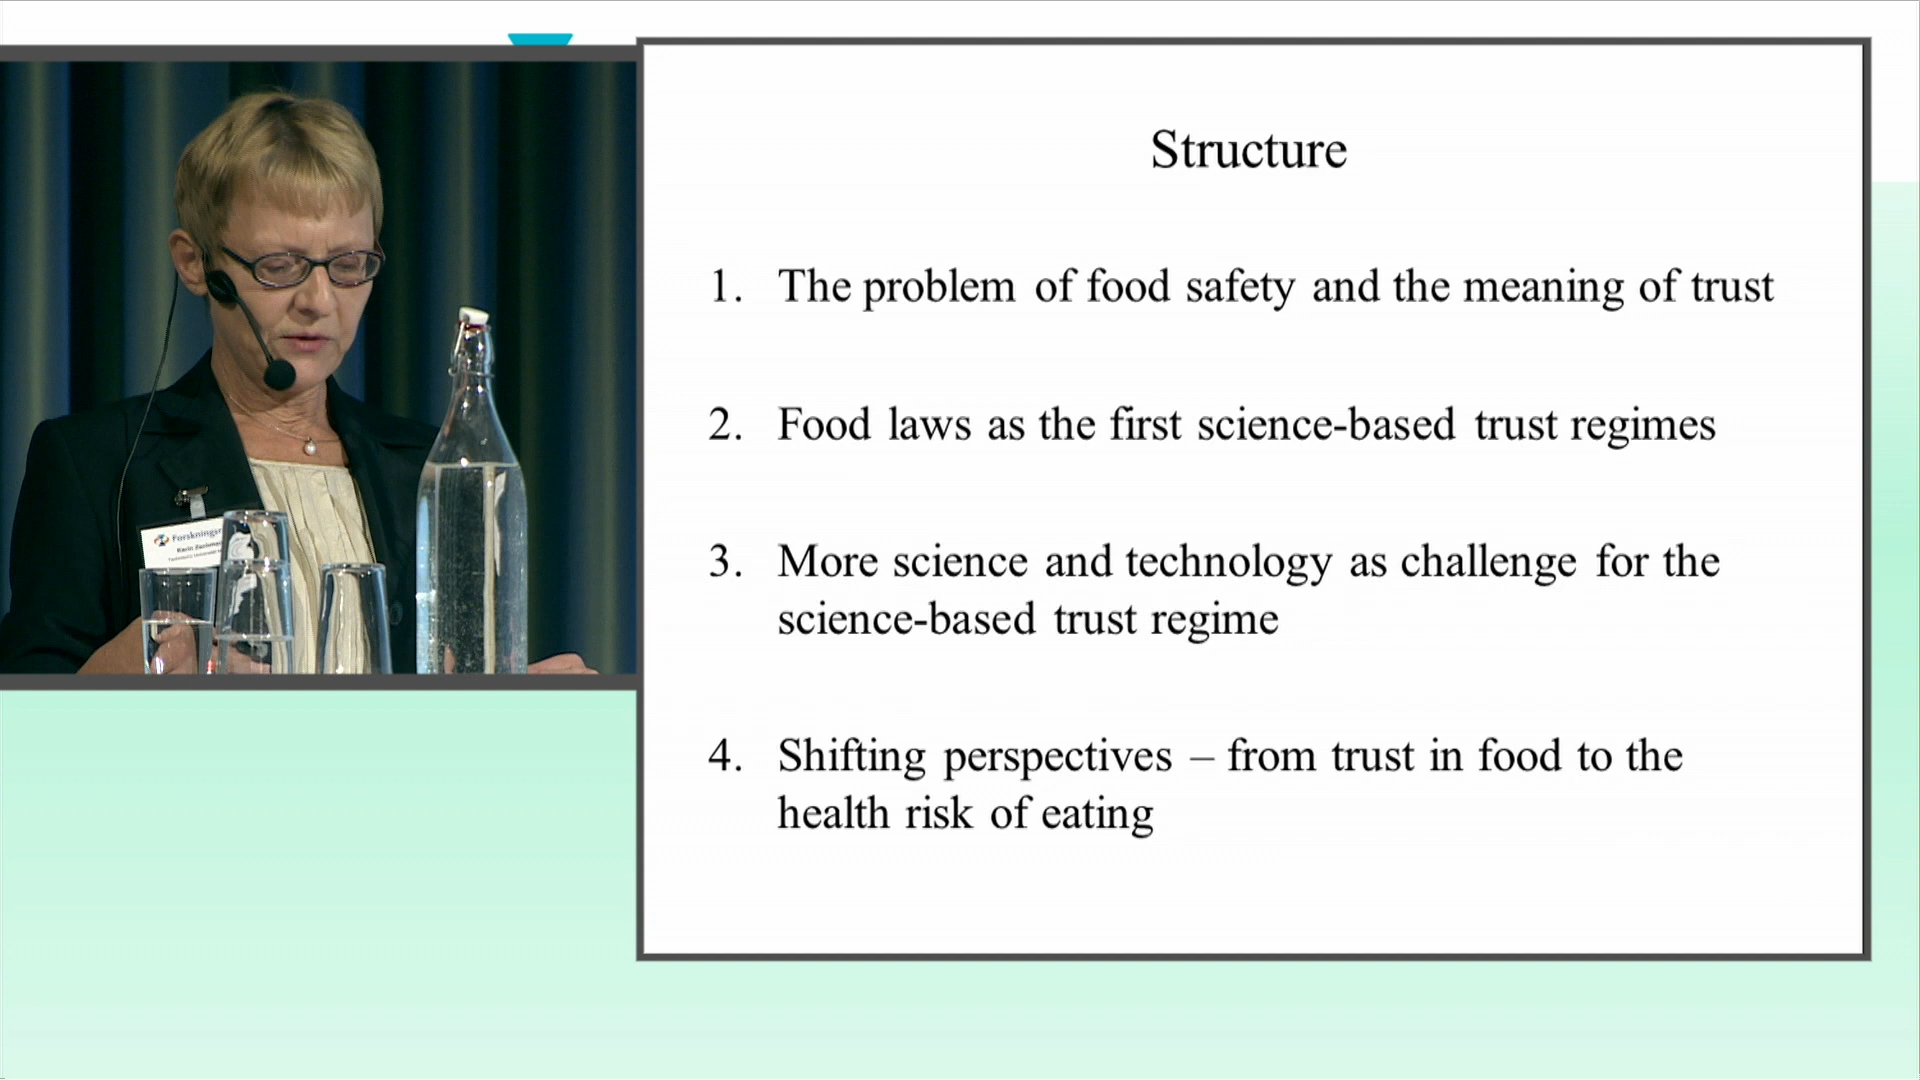 Structure
1. The problem of food safety and the meaning of trust
2. Food laws as the first science-based trust regimes
3. More science and technology as challenge for the
science-based trust regime
4. Shifting perspectives – from trust in food to the
health risk of eating
Karin